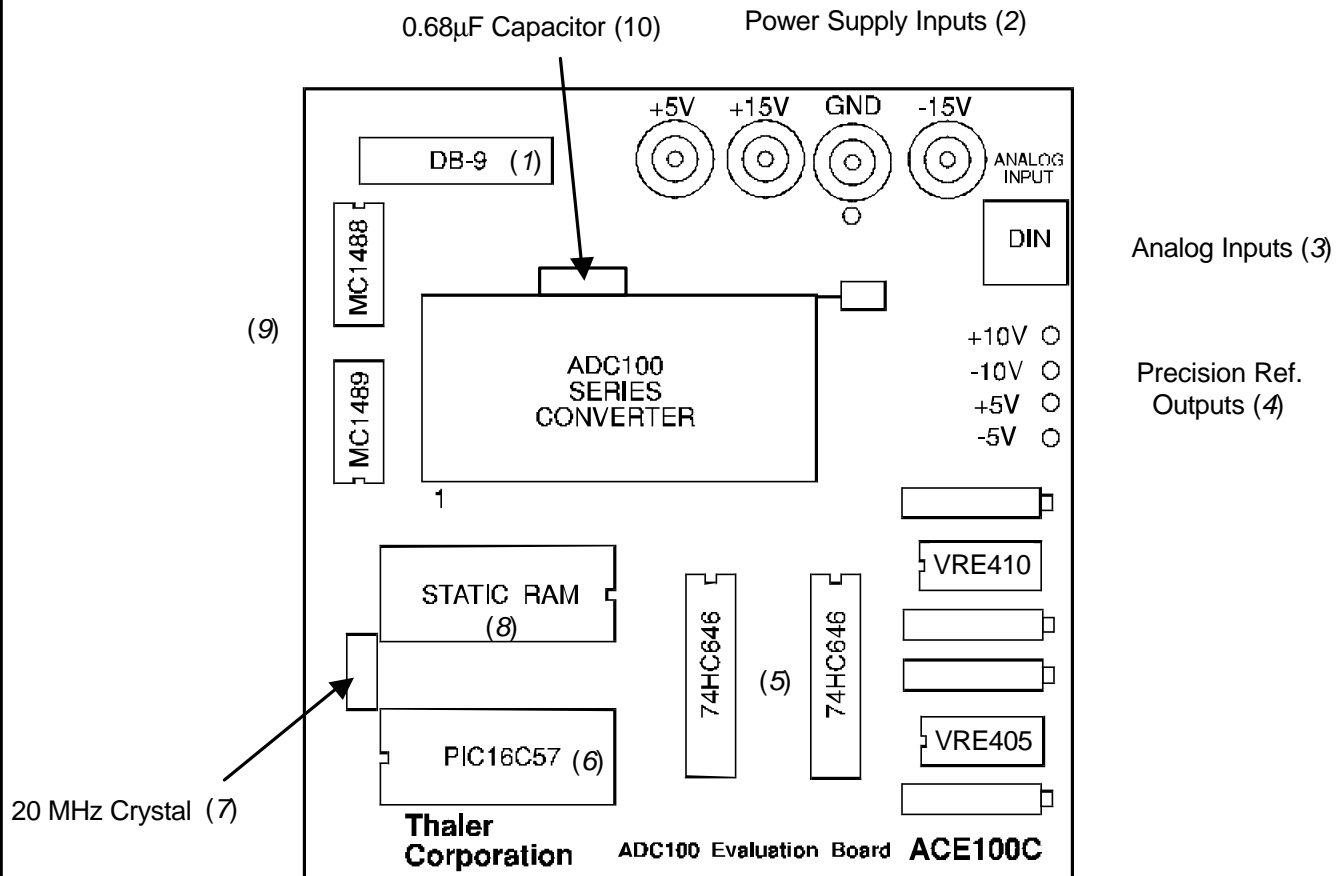 0.68µF Capacitor (10)
Power Supply Inputs (2)
+5V
+15V
GND
-15V
DB-9 (1)
ANALOG
INPUT
DIN
Analog Inputs (3)
MC1488
(9)
MC1489
ADC100
SERIES
CONVERTER
1
+10V
-10V
+5V
-5V
Precision Ref.
Outputs (4)
STATIC RAM
(8)
74HC646
(5)
74HC646
VRE410
VRE405
PIC16C57 (6)
20 MHz Crystal (7)
Thaler
Corporation
ADC100 Evaluation Board
ACE100C